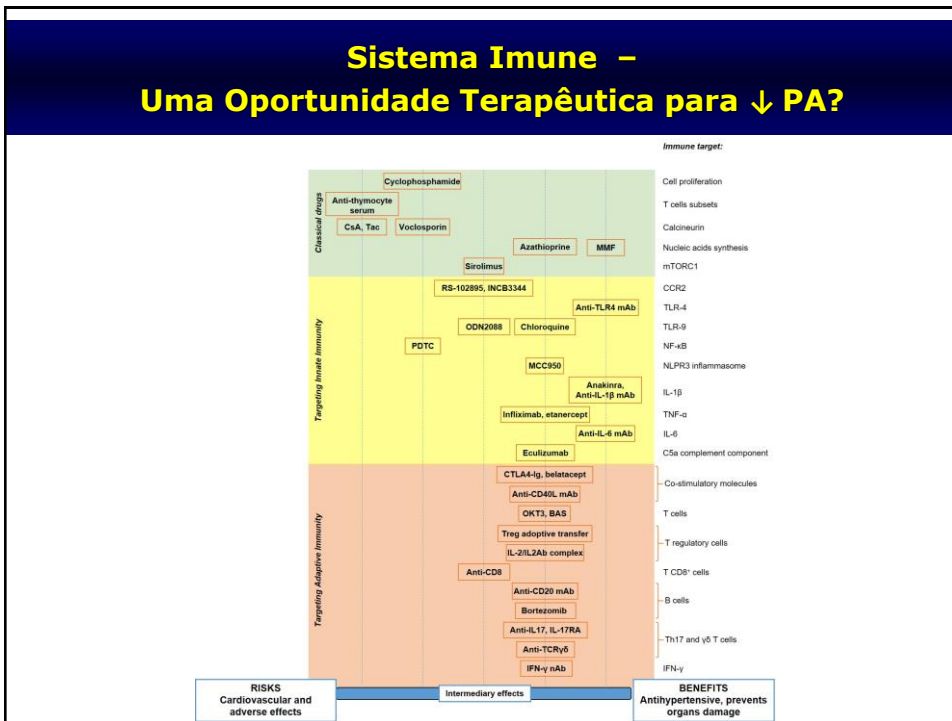 Sistema Imune –
Uma Oportunidade Terapêutica para ↓ PA?
Immune target:
Classical drugs
Cyclophosphamide
Cell proliferation
Anti-thymocyte
serum
T cells subsets
CsA, Tac
Voclosporin
Calcineurin
Azathioprine
MMF
Nucleic acids synthesis
Sirolimus
mTORC1
Targeting Innate Immunity
RS-102895, INCB3344
CCR2
Anti-TLR4 mAb
TLR-4
ODN2088
Chloroquine
TLR-9
PDTC
NF-κB
MCC950
NLPR3 inflammasome
Anakinra,
Anti-IL-1β mAb
IL-1β
Infliximab, etanercept
TNF-α
Anti-IL-6 mAb
IL-6
Eculizumab
C5a complement component
Targeting Adaptive Immunity
CTLA4-Ig, belatacept
Anti-CD40L mAb
Co-stimulatory molecules
OKT3, BAS
T cells
Treg adoptive transfer
IL-2/IL2Ab complex
T regulatory cells
Anti-CD8
T CD8⁺ cells
Anti-CD20 mAb
Bortezomib
B cells
Anti-IL17, IL-17RA
Anti-TCRγδ
Th17 and γδ T cells
IFN-γ nAb
IFN-γ
RISKS
Cardiovascular and
adverse effects
Intermediary effects
BENEFITS
Antihypertensive, prevents
organs damage